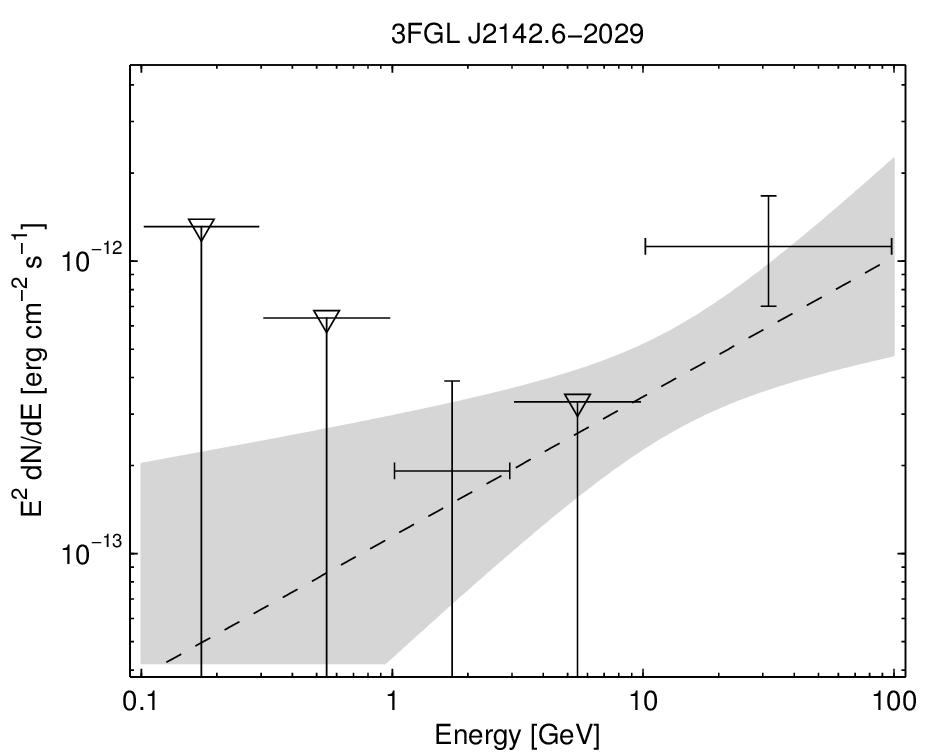 3FGL J2142.6−2029
E² dN/dE [erg cm⁻² s⁻¹]
10⁻¹²
10⁻¹³
0.1 1 10 100
Energy [GeV]